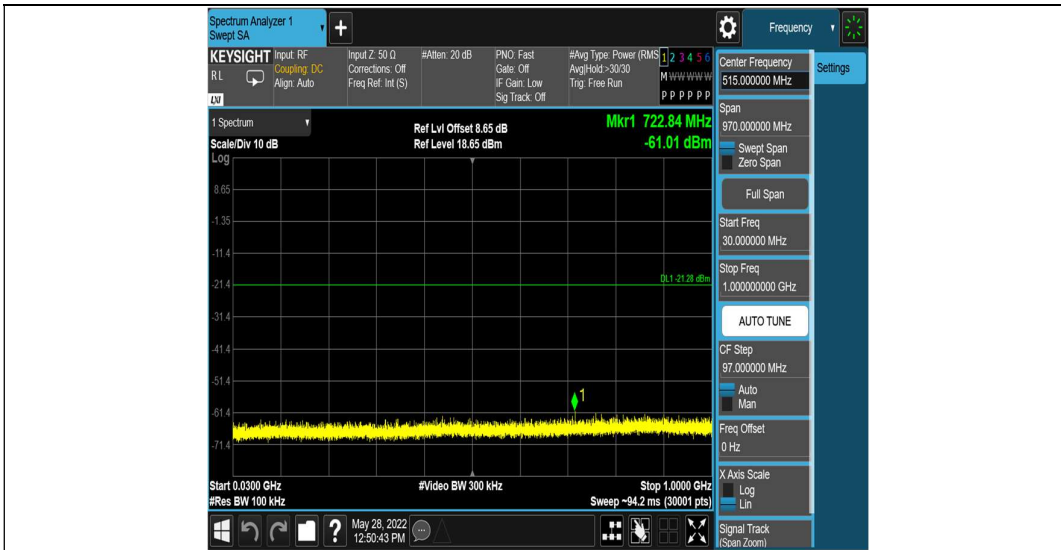 Spectrum Analyzer 1
Swept SA
+
Frequency
KEYSIGHT
RL
LXI
Input: RF
Coupling: DC
Align: Auto
Input Z: 50 Ω
Corrections: Off
Freq Ref: Int (S)
#Atten: 20 dB
PNO: Fast
Gate: Off
IF Gain: Low
Sig Track: Off
#Avg Type: Power (RMS
Avg|Hold:>30/30
Trig: Free Run
1 2 3 4 5 6
M W W W W W
P P P P P P
1 Spectrum
Scale/Div 10 dB
Ref Lvl Offset 8.65 dB
Ref Level 18.65 dBm
Mkr1 722.84 MHz
-61.01 dBm
Log
8.65
-1.35
-11.4
-21.4
-31.4
-41.4
-51.4
-61.4
-71.4
DL1 -21.28 dBm
1
Start 0.0300 GHz
#Res BW 100 kHz
#Video BW 300 kHz
Stop 1.0000 GHz
Sweep ~94.2 ms (30001 pts)
?
May 28, 2022
12:50:43 PM
Center Frequency
515.000000 MHz
Settings
Span
970.000000 MHz
Swept Span
Zero Span
Full Span
Start Freq
30.000000 MHz
Stop Freq
1.000000000 GHz
AUTO TUNE
CF Step
97.000000 MHz
Auto
Man
Freq Offset
0 Hz
X Axis Scale
Log
Lin
Signal Track
(Span Zoom)